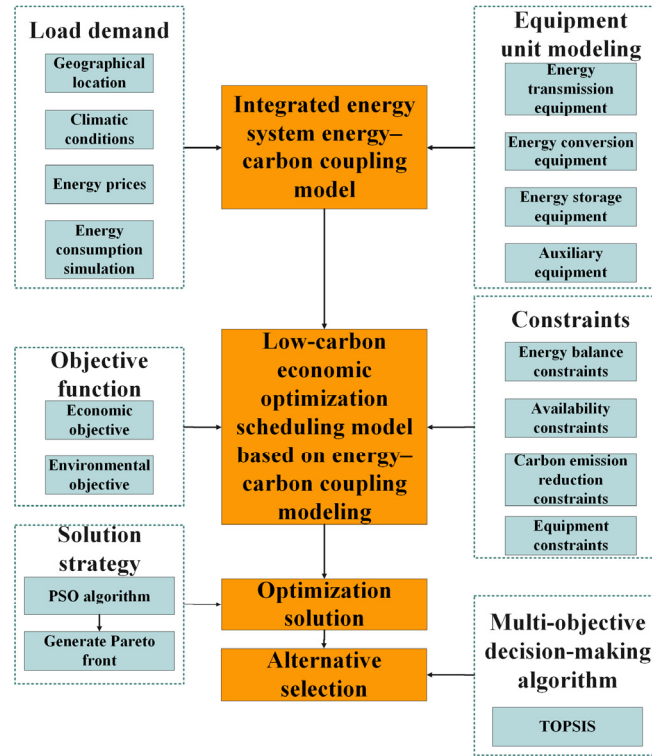 Load demand
Geographical
location
Climatic
conditions
Energy prices
Energy
consumption
simulation
Integrated energy
system energy–
carbon coupling
model
Equipment
unit modeling
Energy
transmission
equipment
Energy conversion
equipment
Energy storage
equipment
Auxiliary
equipment
Objective
function
Economic
objective
Environmental
objective
Low-carbon
economic
optimization
scheduling model
based on energy–
carbon coupling
modeling
Constraints
Energy balance
constraints
Availability
constraints
Carbon emission
reduction
constraints
Equipment
constraints
Solution
strategy
PSO algorithm
Generate Pareto
front
Optimization
solution
Alternative
selection
Multi-objective
decision-making
algorithm
TOPSIS